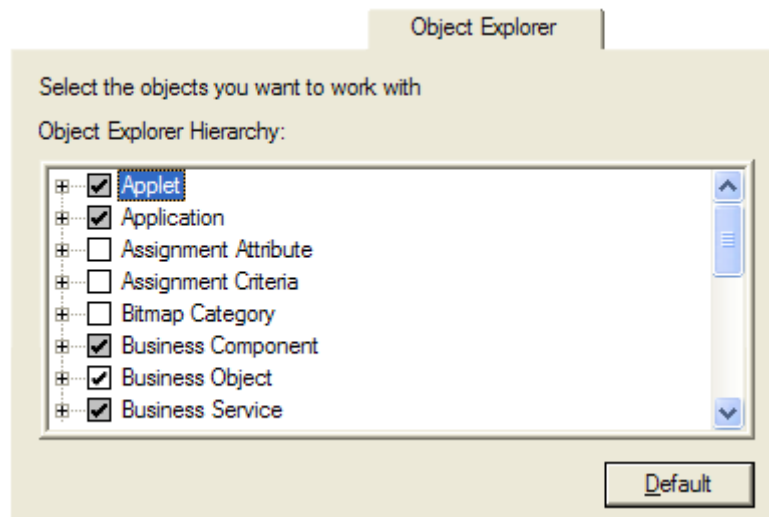 Object Explorer
Select the objects you want to work with
Object Explorer Hierarchy:
Applet
Application
Assignment Attribute
Assignment Criteria
Bitmap Category
Business Component
Business Object
Business Service
Default